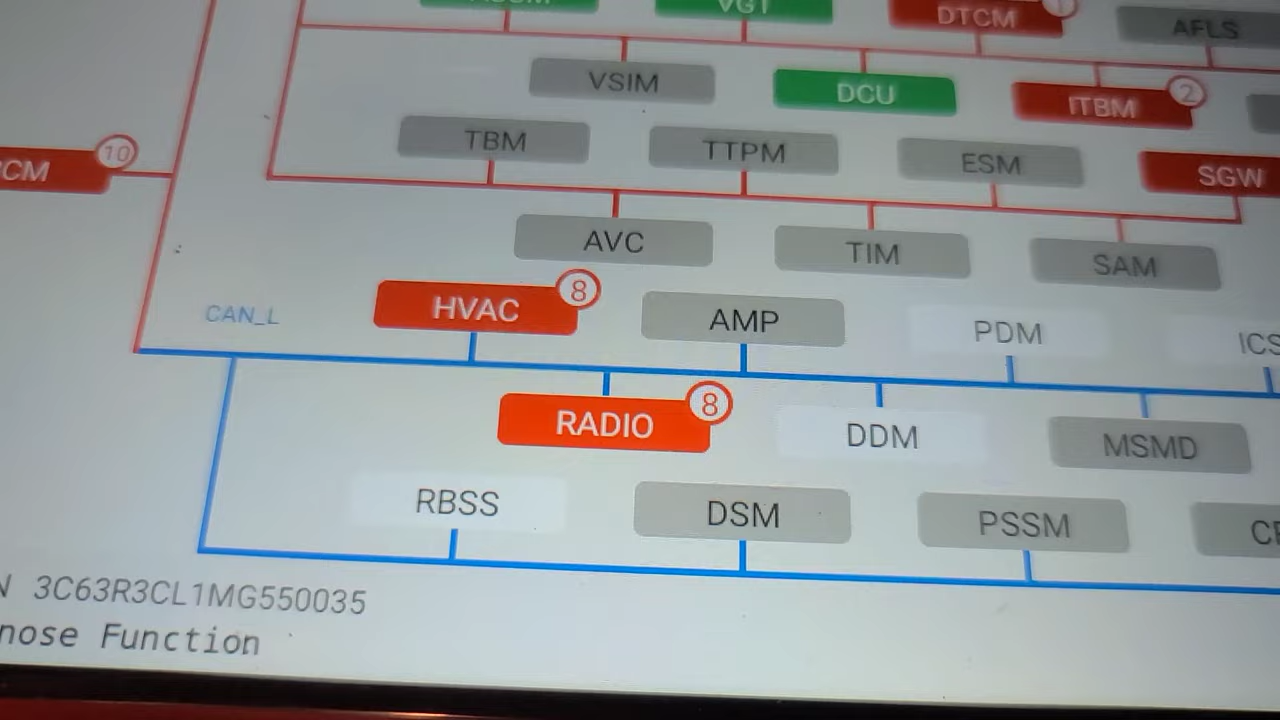 VGT
DTCM
AFLS
VSIM
DCU
ITBM 2
TBM
TTPM
ESM
SGW
10
CM
AVC
TIM
SAM
HVAC 8
AMP
PDM
CAN_L
RADIO 8
DDM
MSMD
RBSS
DSM
PSSM
3C63R3CL1MG550035
nose Function